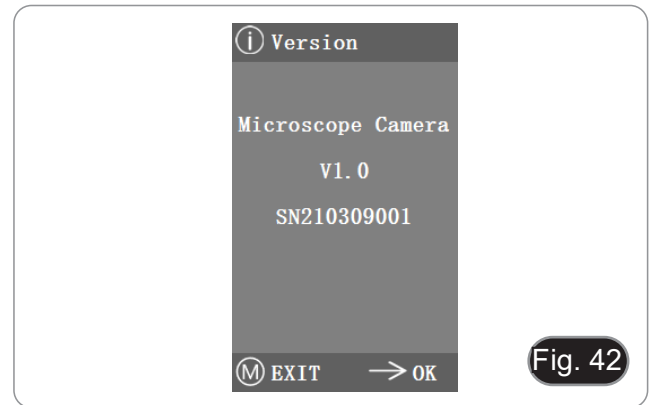 i Version
Microscope Camera
V1.0
SN210309001
M EXIT → OK
Fig. 42